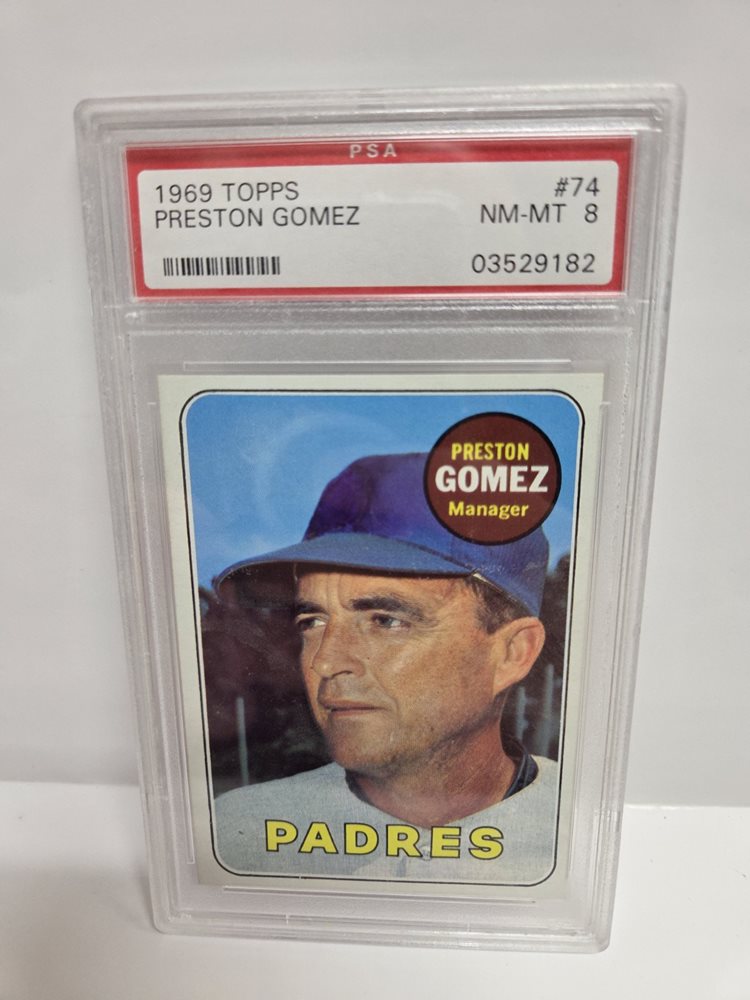 PSA
1969 TOPPS #74
PRESTON GOMEZ NM-MT 8
03529182
PRESTON
GOMEZ
Manager
PADRES